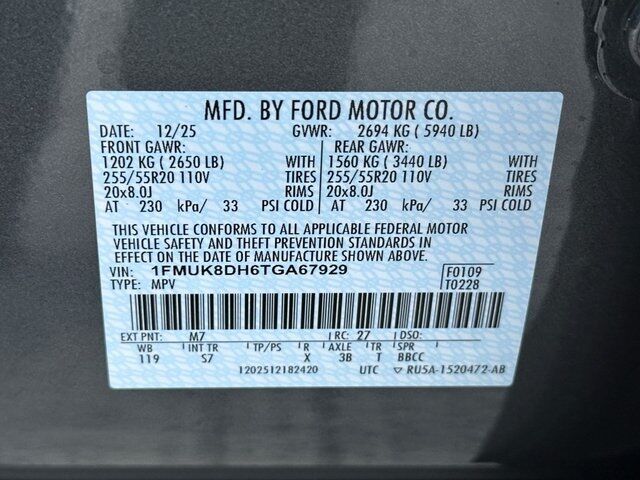 MFD. BY FORD MOTOR CO.
DATE: 12/25 GVWR: 2694 KG ( 5940 LB)
FRONT GAWR: REAR GAWR:
1202 KG ( 2650 LB) WITH 1560 KG ( 3440 LB) WITH
255/55R20 110V TIRES 255/55R20 110V TIRES
20x8.0J RIMS 20x8.0J RIMS
AT 230 kPa/ 33 PSI COLD AT 230 kPa/ 33 PSI COLD
THIS VEHICLE CONFORMS TO ALL APPLICABLE FEDERAL MOTOR
VEHICLE SAFETY AND THEFT PREVENTION STANDARDS IN
EFFECT ON THE DATE OF MANUFACTURE SHOWN ABOVE.
VIN: 1FMUK8DH6TGA67929 F0109
TYPE: MPV T0228
EXT PNT: M7 RC: 27 DSO:
WB INT TR TP/PS R AXLE TR SPR
119 S7 X 3B T BBCC
1202512182420 UTC ▽ RU5A-1520472-AB